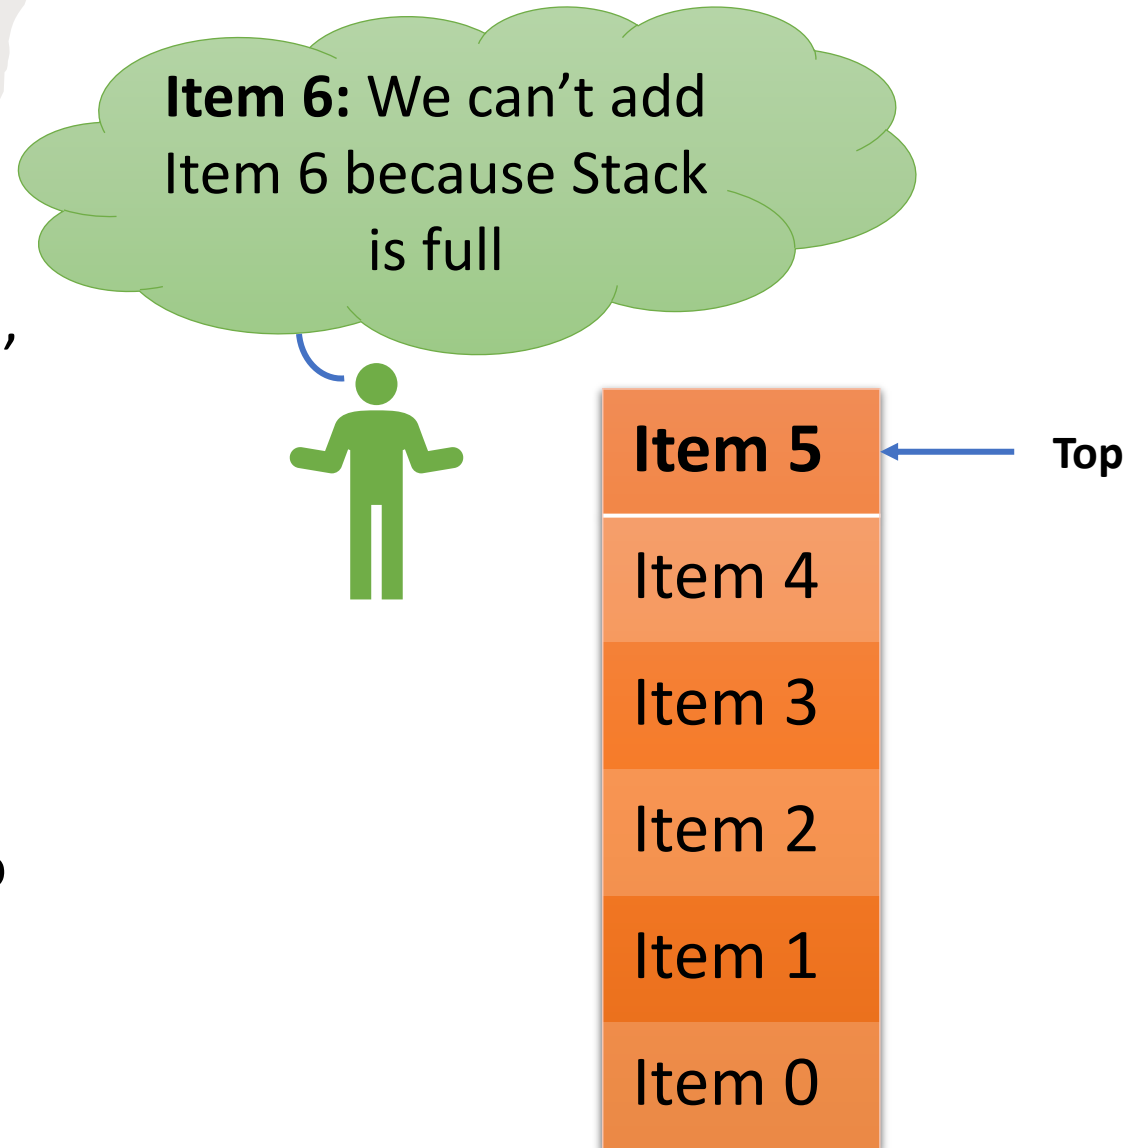 Item 6: We can’t add
Item 6 because Stack
is full
,
Item 5
Top
Item 4
Item 3
Item 2
Item 1
Item 0